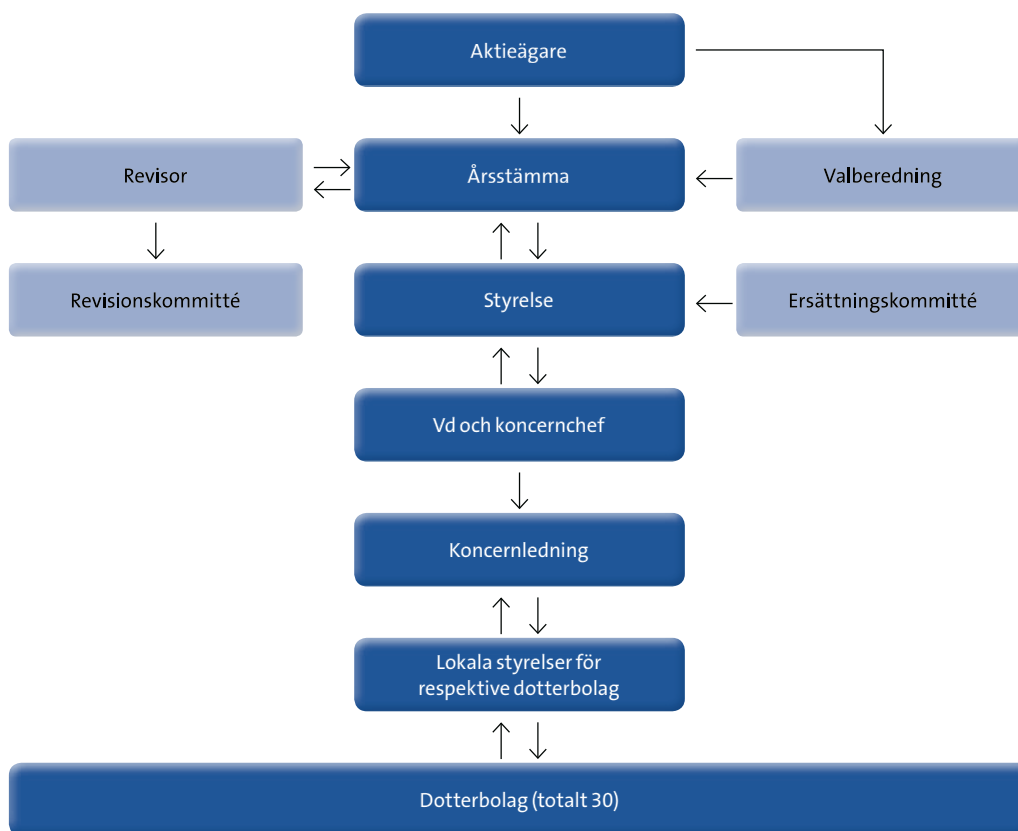 Aktieägare
Revisor
Årsstämma
Valberedning
Revisionskommitté
Styrelse
Ersättningskommitté
Vd och koncernchef
Koncernledning
Lokala styrelser för
respektive dotterbolag
Dotterbolag (totalt 30)